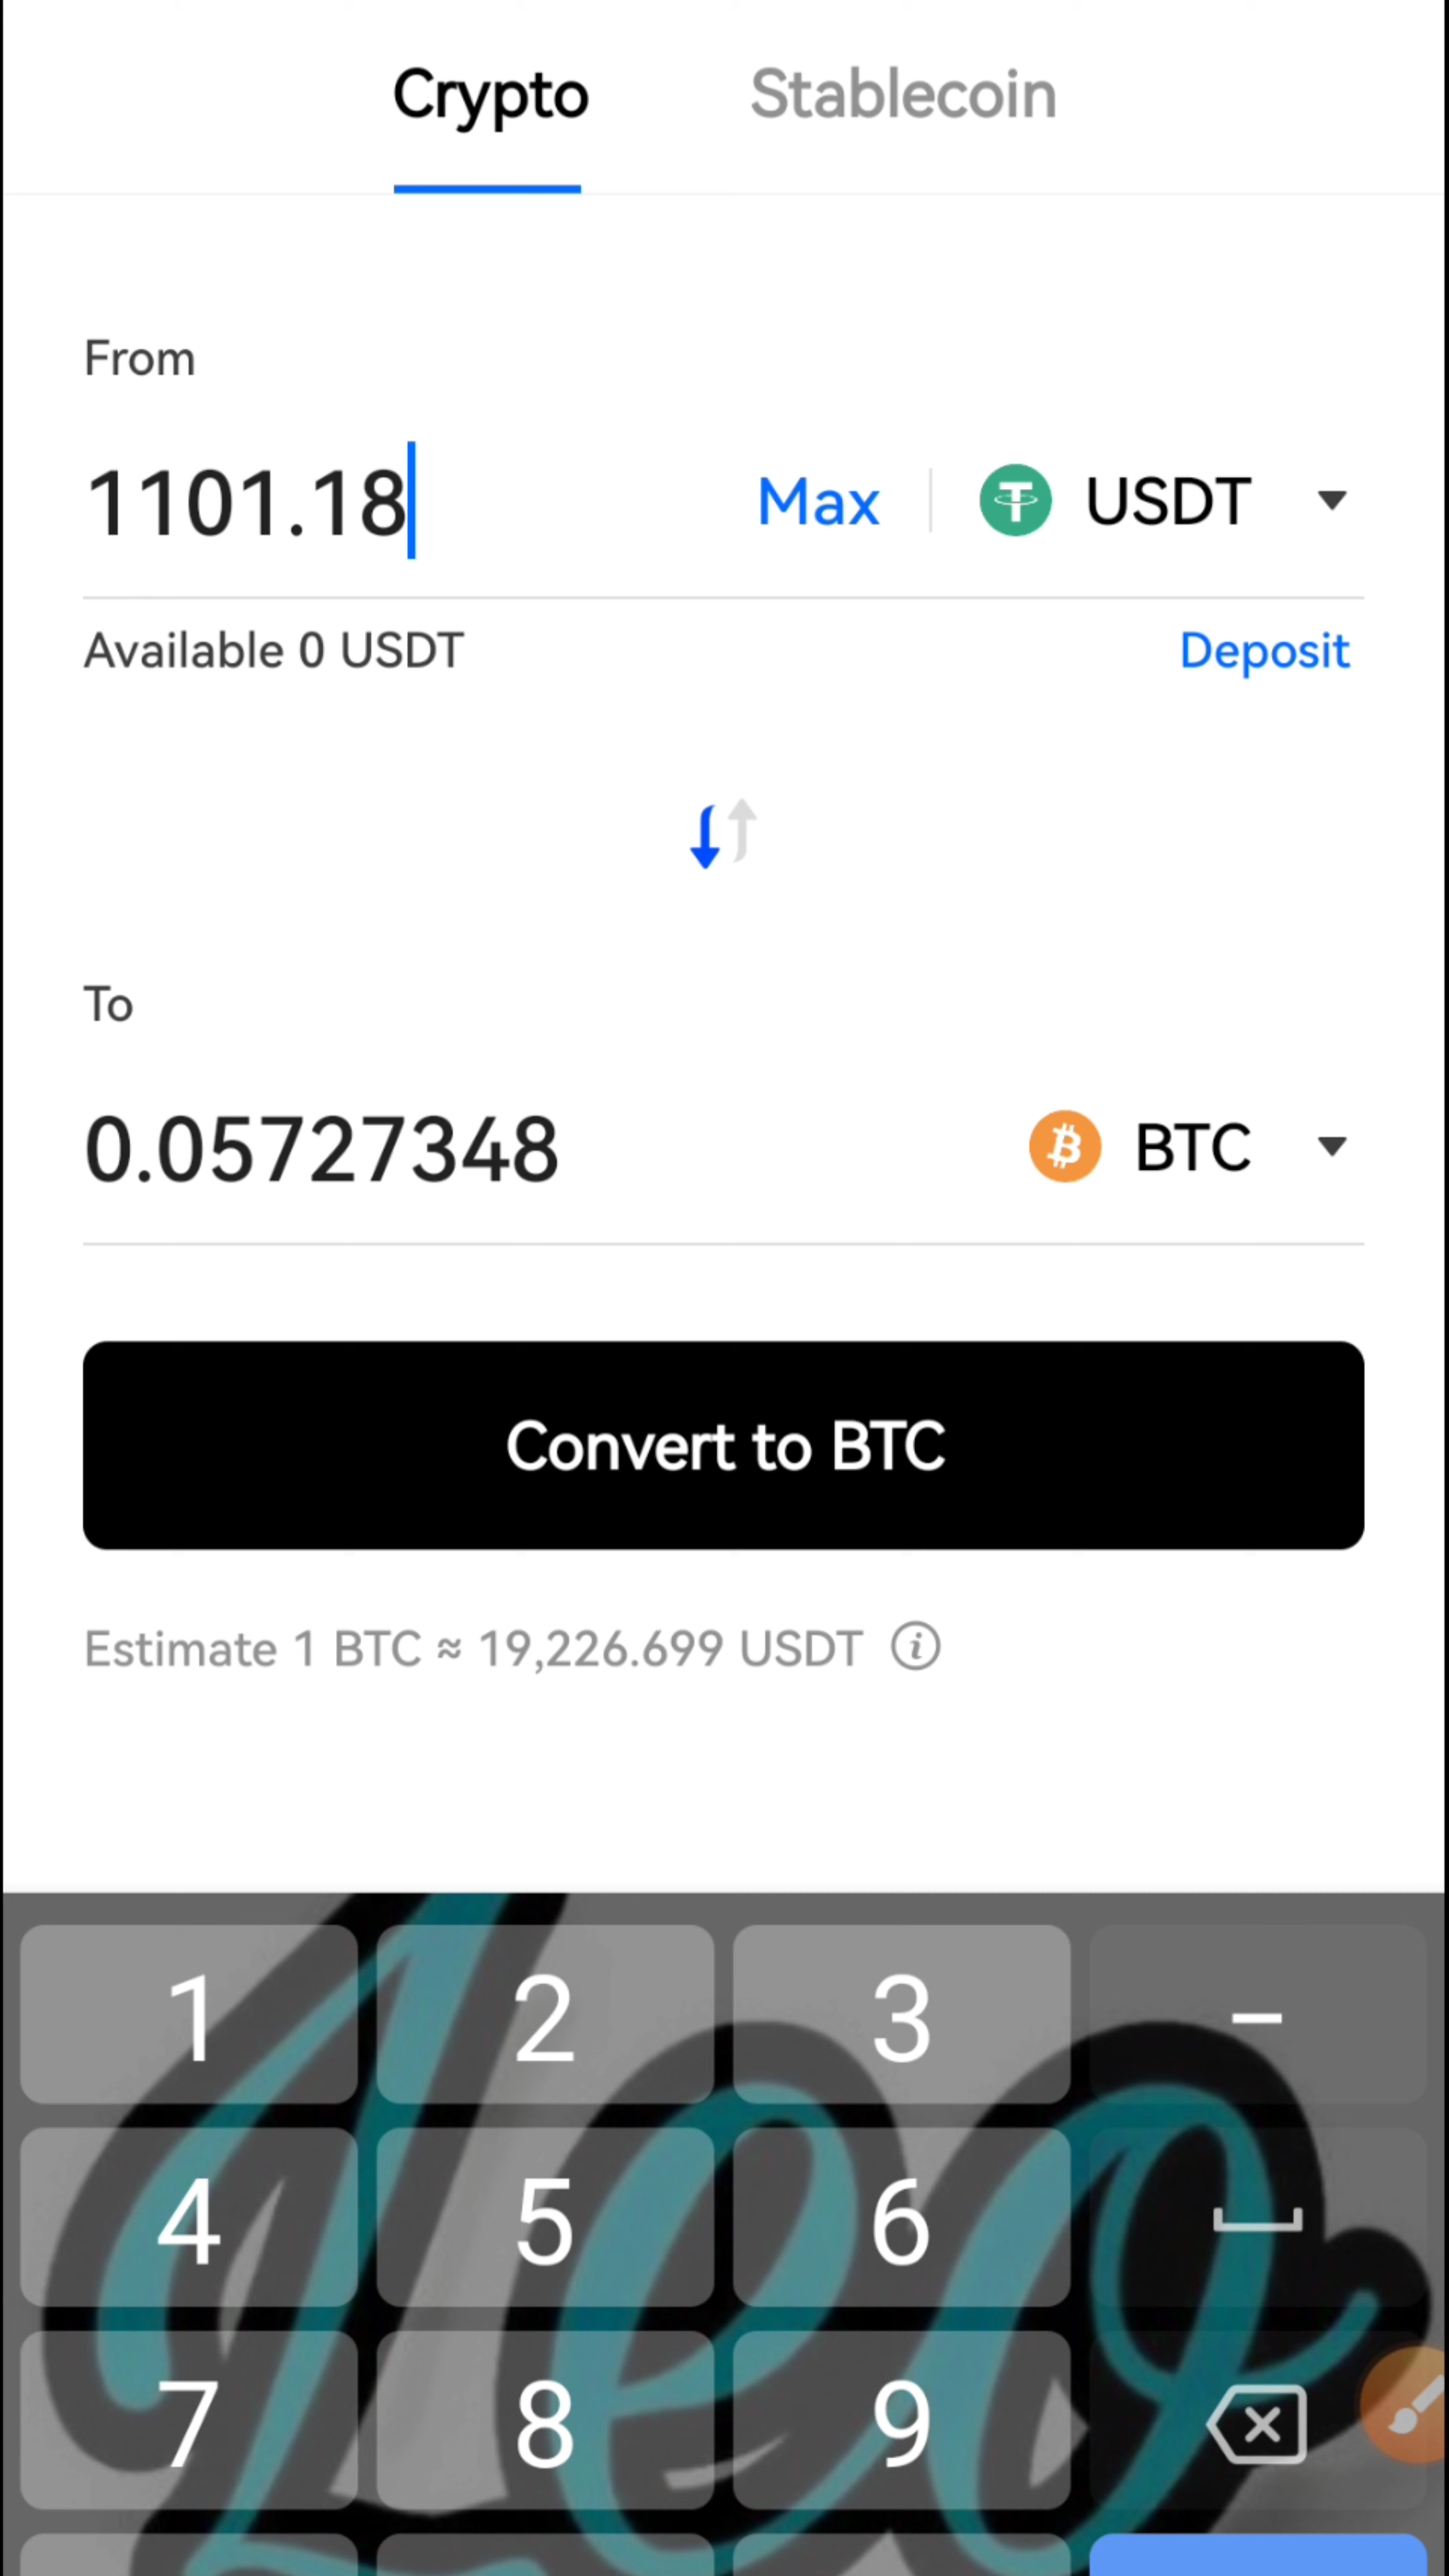 Crypto Stablecoin
From
1101.18 Max USDT
Available 0 USDT Deposit
To
0.05727348 BTC
Convert to BTC
Estimate 1 BTC ≈ 19,226.699 USDT
1 2 3 -
4 5 6
7 8 9
Leo